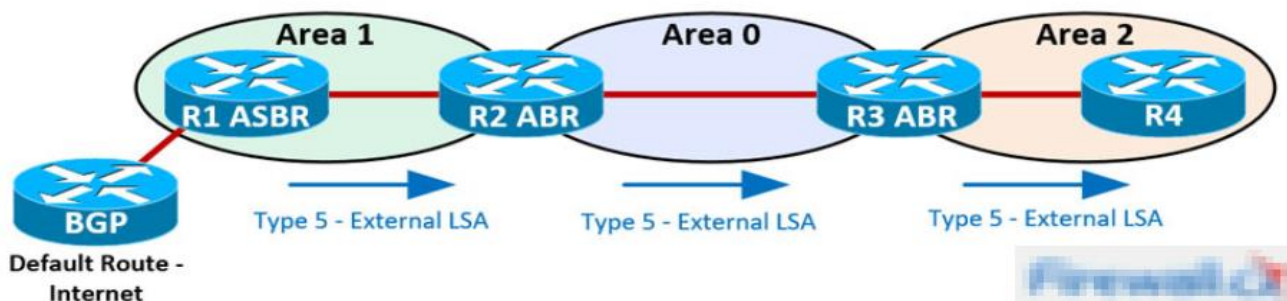 Area 1
Area 0
Area 2
R1 ASBR
R2 ABR
R3 ABR
R4
BGP
Type 5 - External LSA
Type 5 - External LSA
Type 5 - External LSA
Default Route -
Internet